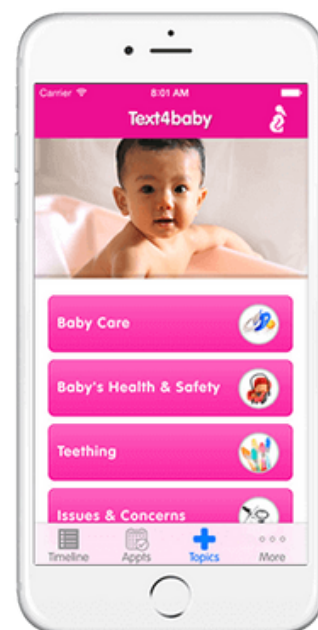 Carrier 8:01 AM
Text4baby
Baby Care
Baby's Health & Safety
Teething
Issues & Concerns
Timeline Appts Topics More